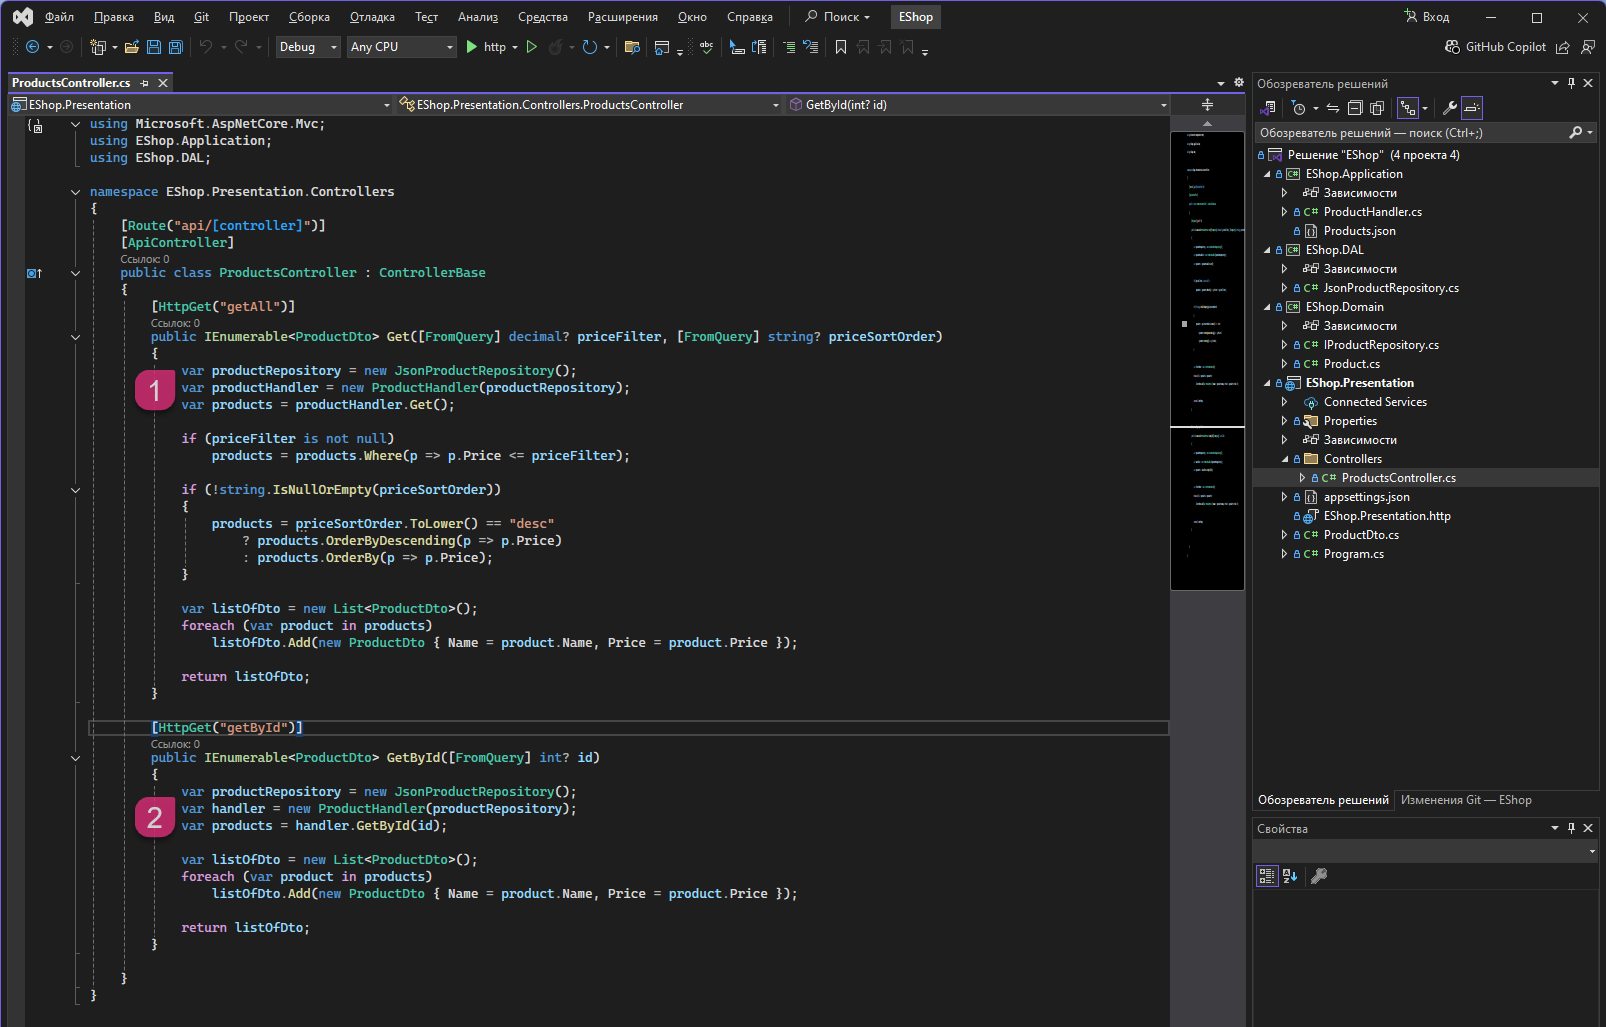 Файл Правка Вид Git Проект Сборка Отладка Тест Анализ Средства Расширения Окно Справка Поиск EShop Вход
Debug Any CPU http abc GitHub Copilot
ProductsController.cs
EShop.Presentation EShop.Presentation.Controllers.ProductsController GetById(int? id)
using Microsoft.AspNetCore.Mvc;
using EShop.Application;
using EShop.DAL;
namespace EShop.Presentation.Controllers
{
[Route("api/[controller]")]
[ApiController]
Ссылок: 0
public class ProductsController : ControllerBase
{
[HttpGet("getAll")]
Ссылок: 0
public IEnumerable<ProductDto> Get([FromQuery] decimal? priceFilter, [FromQuery] string? priceSortOrder)
{
var productRepository = new JsonProductRepository();
1 var productHandler = new ProductHandler(productRepository);
var products = productHandler.Get();
if (priceFilter is not null)
products = products.Where(p => p.Price <= priceFilter);
if (!string.IsNullOrEmpty(priceSortOrder))
{
products = priceSortOrder.ToLower() == "desc"
? products.OrderByDescending(p => p.Price)
: products.OrderBy(p => p.Price);
}
var listOfDto = new List<ProductDto>();
foreach (var product in products)
listOfDto.Add(new ProductDto { Name = product.Name, Price = product.Price });
return listOfDto;
}
[HttpGet("getById")]
Ссылок: 0
public IEnumerable<ProductDto> GetById([FromQuery] int? id)
{
var productRepository = new JsonProductRepository();
2 var handler = new ProductHandler(productRepository);
var products = handler.GetById(id);
var listOfDto = new List<ProductDto>();
foreach (var product in products)
listOfDto.Add(new ProductDto { Name = product.Name, Price = product.Price });
return listOfDto;
}
}
}
Обозреватель решений
Обозреватель решений — поиск (Ctrl+;)
Решение "EShop" (4 проекта 4)
C# EShop.Application
Зависимости
C# ProductHandler.cs
Products.json
C# EShop.DAL
Зависимости
C# JsonProductRepository.cs
C# EShop.Domain
Зависимости
C# IProductRepository.cs
C# Product.cs
EShop.Presentation
Connected Services
Properties
Зависимости
Controllers
C# ProductsController.cs
appsettings.json
EShop.Presentation.http
C# ProductDto.cs
C# Program.cs
Обозреватель решений Изменения Git — EShop
Свойства